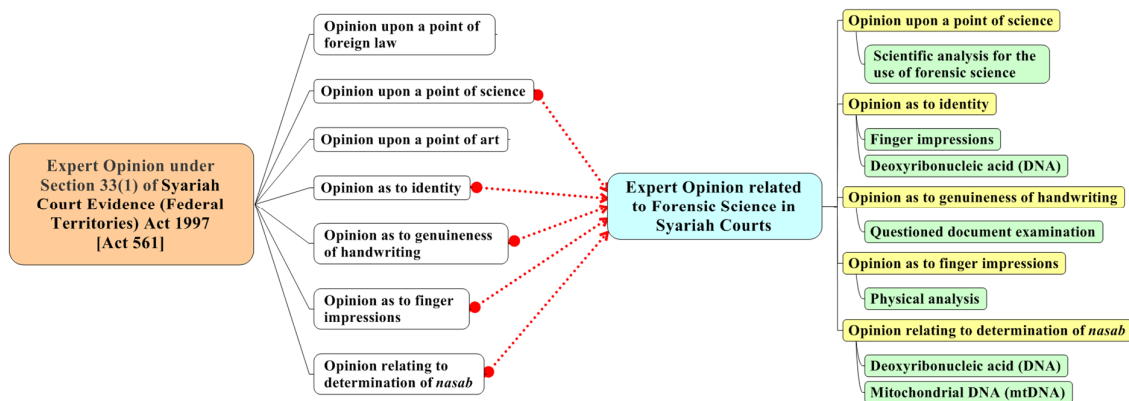 Expert Opinion under
Section 33(1) of Syariah
Court Evidence (Federal
Territories) Act 1997
[Act 561]
Opinion upon a point of
foreign law
Opinion upon a point of science
Opinion upon a point of art
Opinion as to identity
Opinion as to genuineness
of handwriting
Opinion as to finger
impressions
Opinion relating to
determination of nasab
Expert Opinion related
to Forensic Science in
Syariah Courts
Opinion upon a point of science
Scientific analysis for the
use of forensic science
Opinion as to identity
Finger impressions
Deoxyribonucleic acid (DNA)
Opinion as to genuineness of handwriting
Questioned document examination
Opinion as to finger impressions
Physical analysis
Opinion relating to determination of nasab
Deoxyribonucleic acid (DNA)
Mitochondrial DNA (mtDNA)